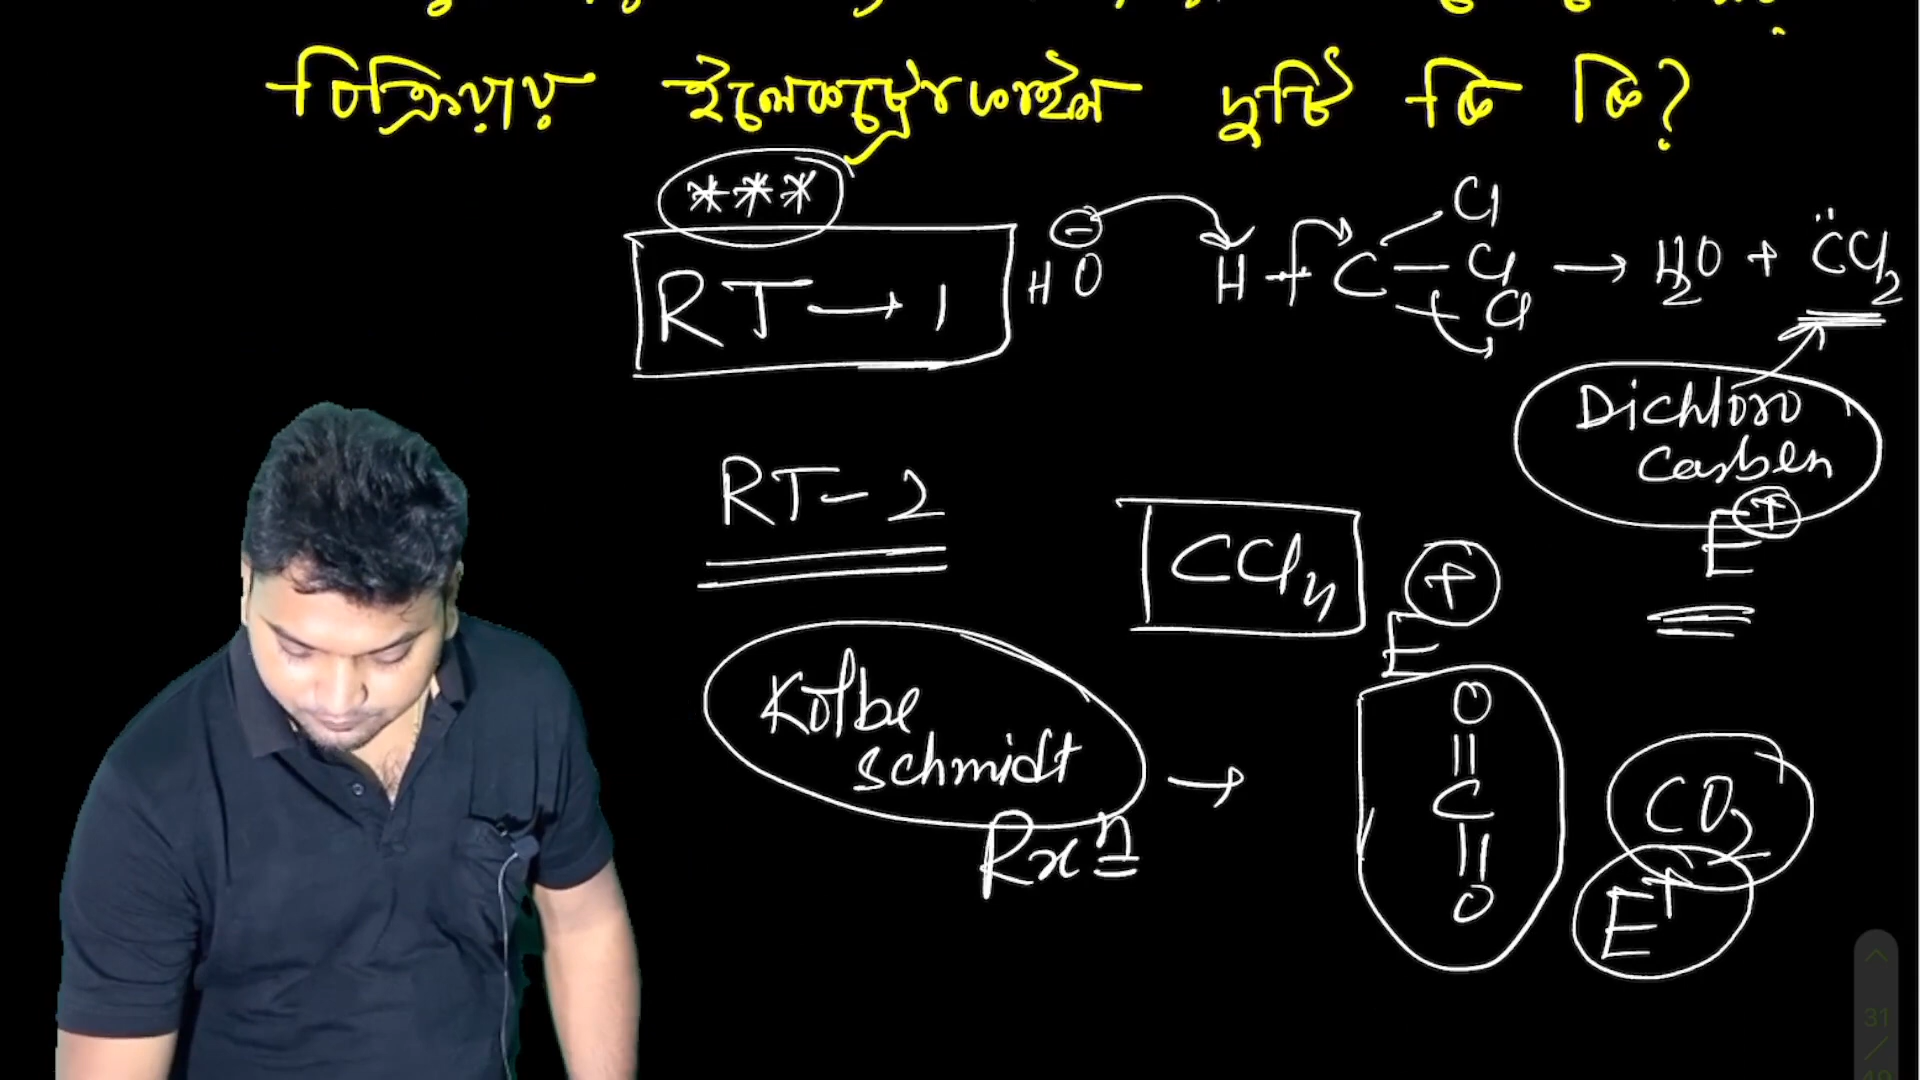 বিক্রিয়ায় ইলেকট্রোফাইল দুটি কি কি?
***
RT → 1
HO⊖ H + C Cl Cl Cl → H2O + :CCl2
Dichloro
carben
E⊕
RT-2
CCl4
E⊕
Kolbe
schmidt
Rxn →
O
||
C
||
O
CO2
E+
31
/